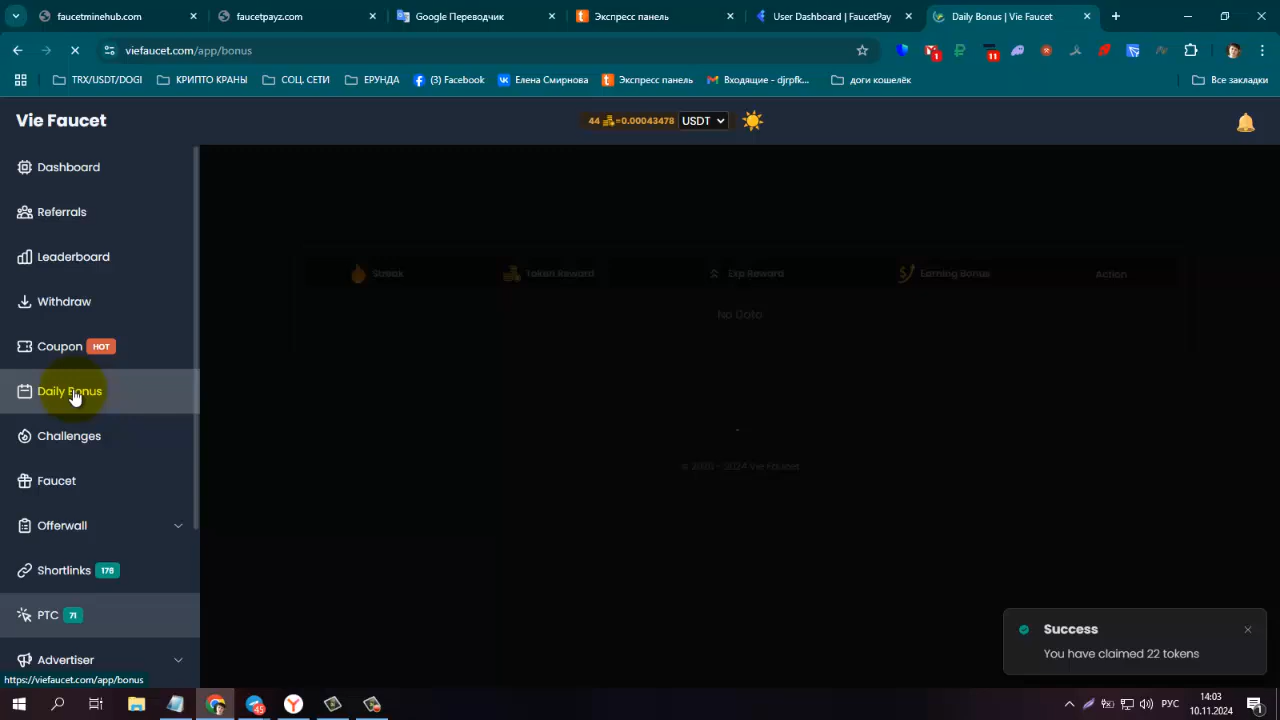 faucetminehub.com
faucetpayz.com
Google Переводчик
Экспресс панель
User Dashboard | FaucetPay
Daily Bonus | Vie Faucet
viefaucet.com/app/bonus
1
11
TRX/USDT/DOGI
КРИПТО КРАНЫ
СОЦ. СЕТИ
ЕРУНДА
(3) Facebook
Елена Смирнова
Экспресс панель
Входящие - djrpfk...
доги кошелёк
Все закладки
Vie Faucet
44 =0.00043478 USDT
Dashboard
Referrals
Leaderboard
Withdraw
Coupon HOT
Daily Bonus
Challenges
Faucet
Offerwall
Shortlinks 178
PTC 71
Advertiser
https://viefaucet.com/app/bonus
Streak Token Reward Exp Reward Earning Bonus Action
No Data
Success
You have claimed 22 tokens
45
РУС
14:03
10.11.2024
1